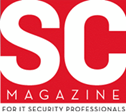 SC
MAGAZINE
FOR IT SECURITY PROFESSIONALS